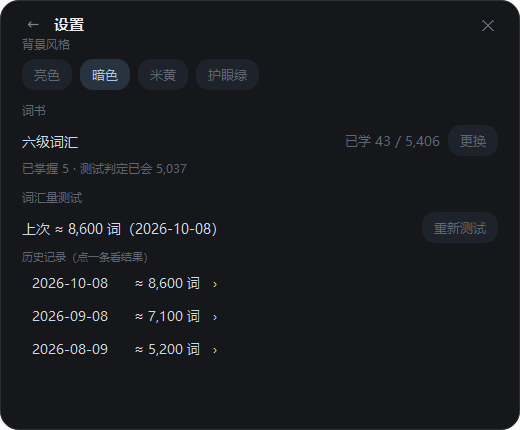 ← 设置
背景风格
亮色 暗色 米黄 护眼绿
词书
六级词汇 已学 43 / 5,406 更换
已掌握 5 · 测试判定已会 5,037
词汇量测试
上次 ≈ 8,600 词（2026-10-08） 重新测试
历史记录（点一条看结果）
2026-10-08 ≈ 8,600 词 ›
2026-09-08 ≈ 7,100 词 ›
2026-08-09 ≈ 5,200 词 ›